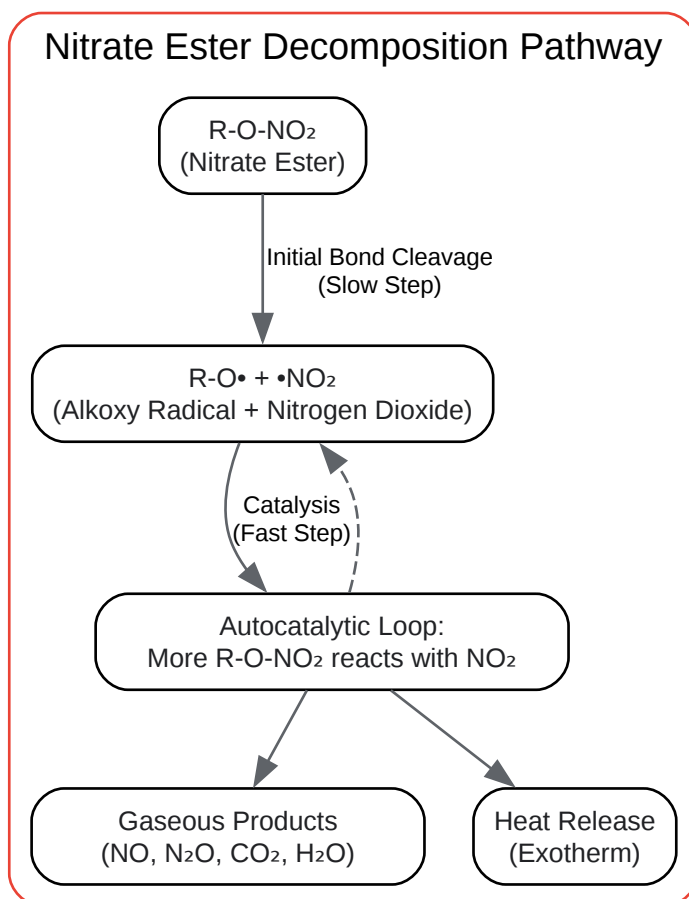 Nitrate Ester Decomposition Pathway
R-O-NO₂
(Nitrate Ester)
Initial Bond Cleavage
(Slow Step)
R-O• + •NO₂
(Alkoxy Radical + Nitrogen Dioxide)
Catalysis
(Fast Step)
Autocatalytic Loop:
More R-O-NO₂ reacts with NO₂
Gaseous Products
(NO, N₂O, CO₂, H₂O)
Heat Release
(Exotherm)